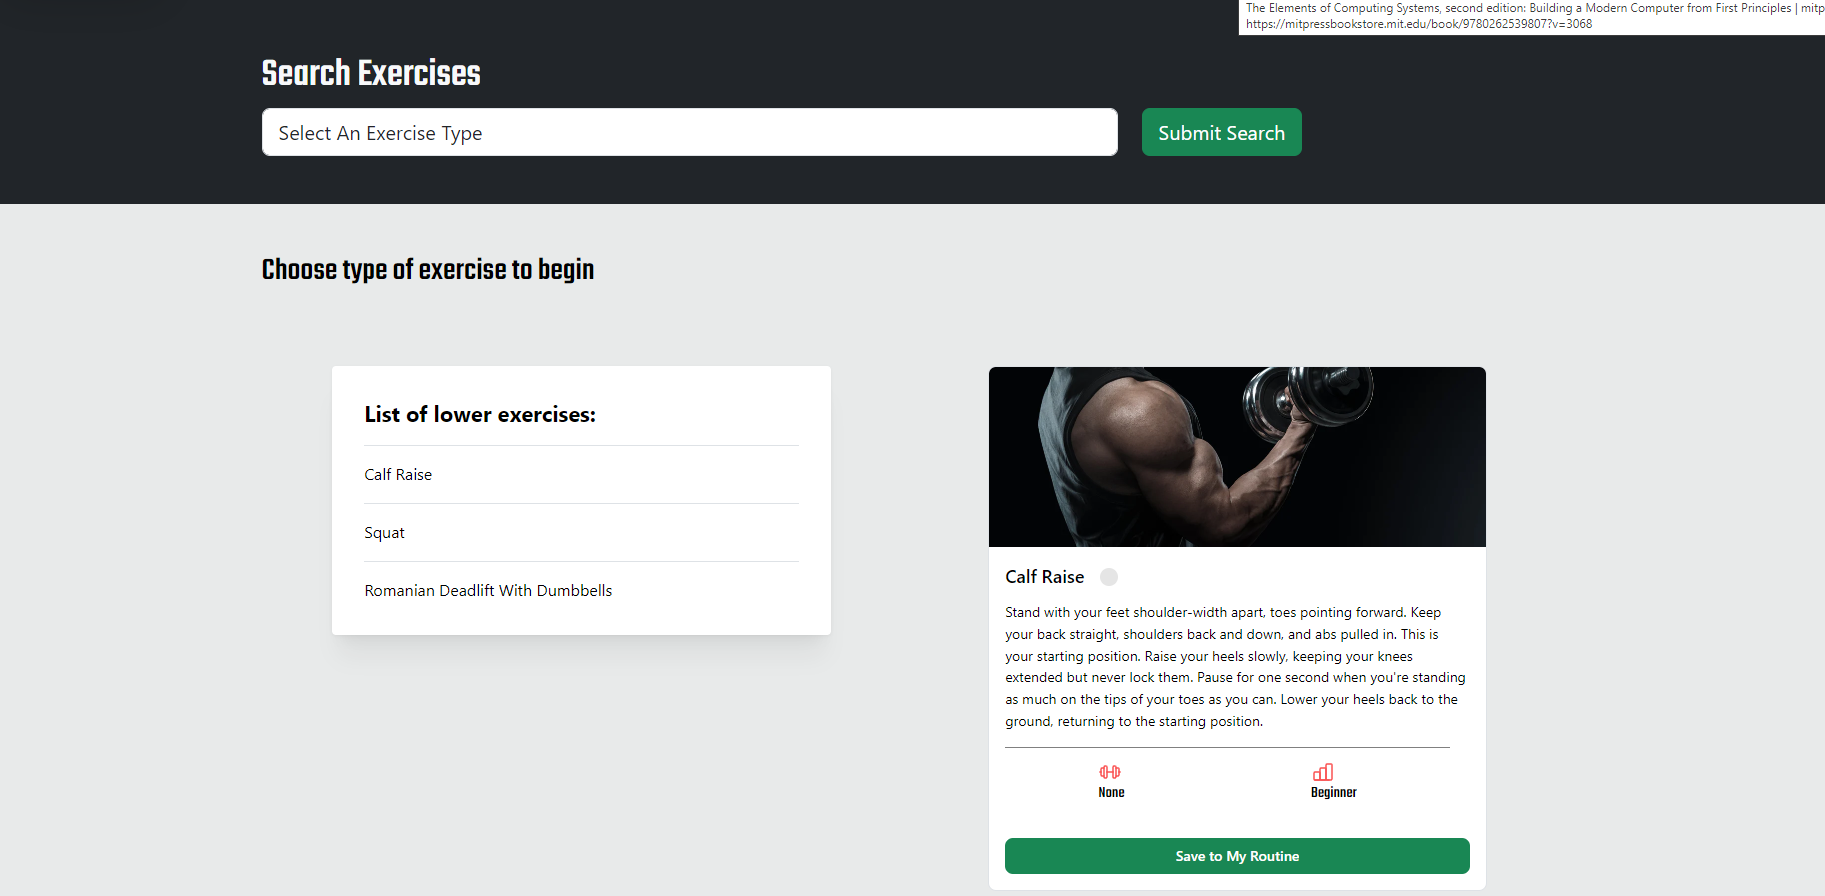 The Elements of Computing Systems, second edition: Building a Modern Computer from First Principles | mitp
https://mitpressbookstore.mit.edu/book/9780262539807?v=3068
Search Exercises
Select An Exercise Type
Submit Search
Choose type of exercise to begin
List of lower exercises:
Calf Raise
Squat
Romanian Deadlift With Dumbbells
Calf Raise
Stand with your feet shoulder-width apart, toes pointing forward. Keep
your back straight, shoulders back and down, and abs pulled in. This is
your starting position. Raise your heels slowly, keeping your knees
extended but never lock them. Pause for one second when you're standing
as much on the tips of your toes as you can. Lower your heels back to the
ground, returning to the starting position.
None
Beginner
Save to My Routine